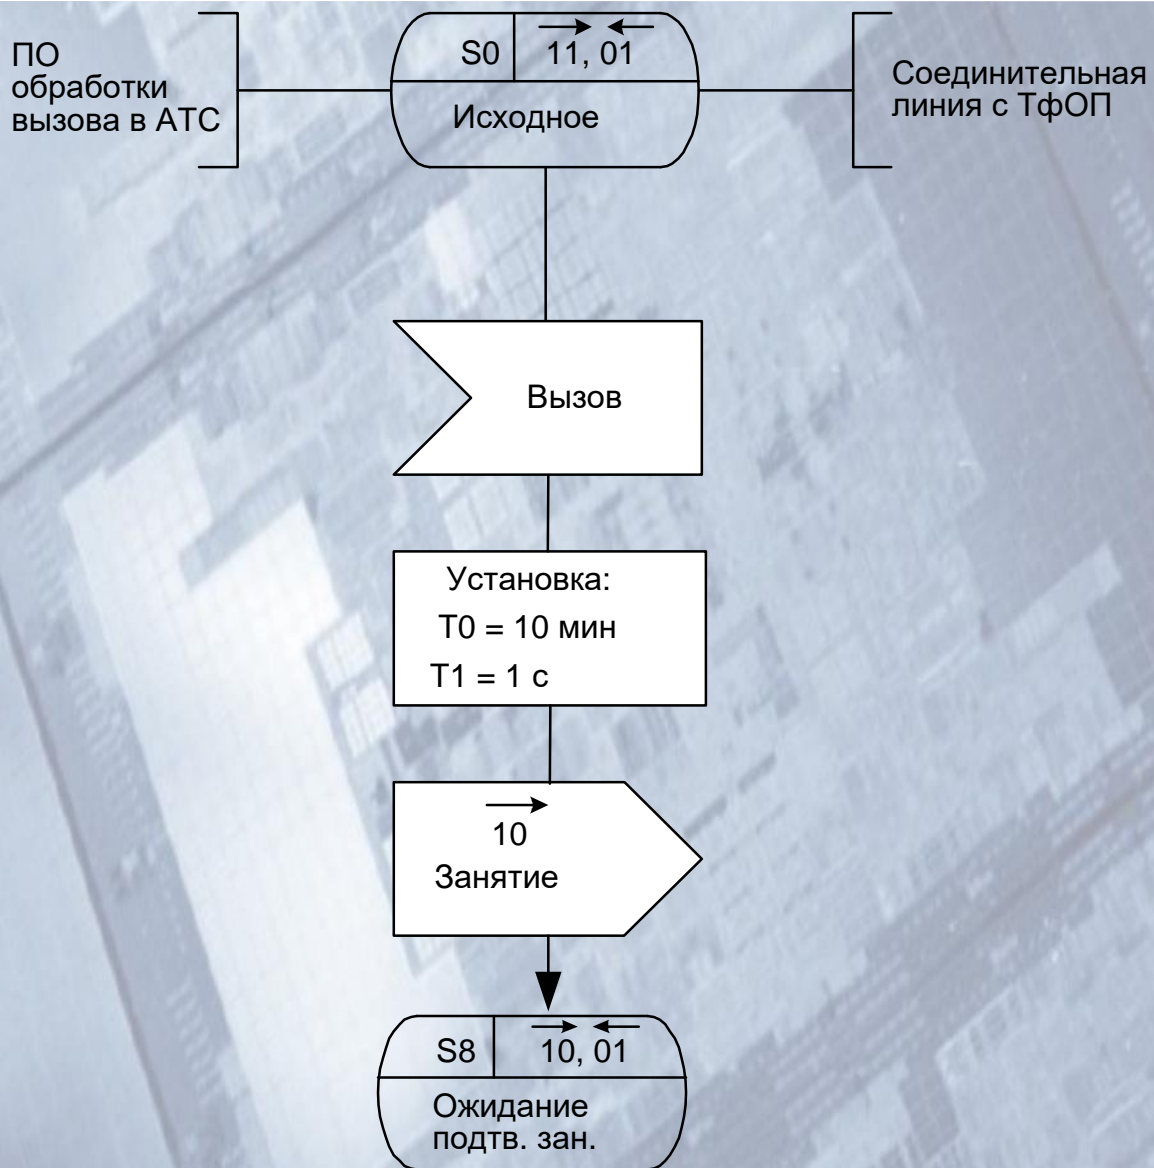 ПО
обработки
вызова в АТС
S0
11, 01
Исходное
Соединительная
линия с ТфОП
Вызов
Установка:
T0 = 10 мин
T1 = 1 с
10
Занятие
S8
10, 01
Ожидание
подтв. зан.